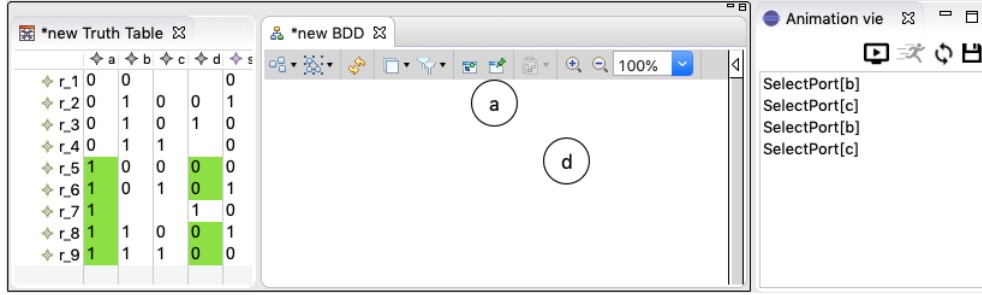 *new Truth Table
a b c d s
r_1 0 0 0
r_2 0 1 0 0 1
r_3 0 1 0 1 0
r_4 0 1 1 0
r_5 1 0 0 0 0
r_6 1 0 1 0 1
r_7 1 1 0
r_8 1 1 0 0 1
r_9 1 1 1 0 0
*new BDD
100%
a
d
Animation vie
SelectPort[b]
SelectPort[c]
SelectPort[b]
SelectPort[c]